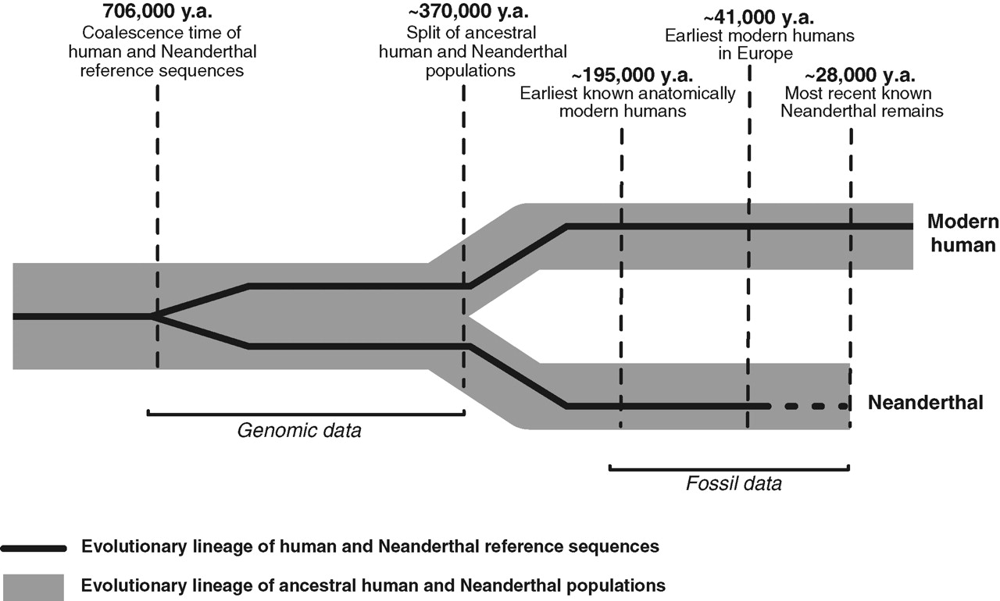 706,000 y.a.
Coalescence time of
human and Neanderthal
reference sequences
~370,000 y.a.
Split of ancestral
human and Neanderthal
populations
~41,000 y.a.
Earliest modern humans
in Europe
~195,000 y.a.
Earliest known anatomically
modern humans
~28,000 y.a.
Most recent known
Neanderthal remains
Modern
human
Neanderthal
Genomic data
Fossil data
Evolutionary lineage of human and Neanderthal reference sequences
Evolutionary lineage of ancestral human and Neanderthal populations